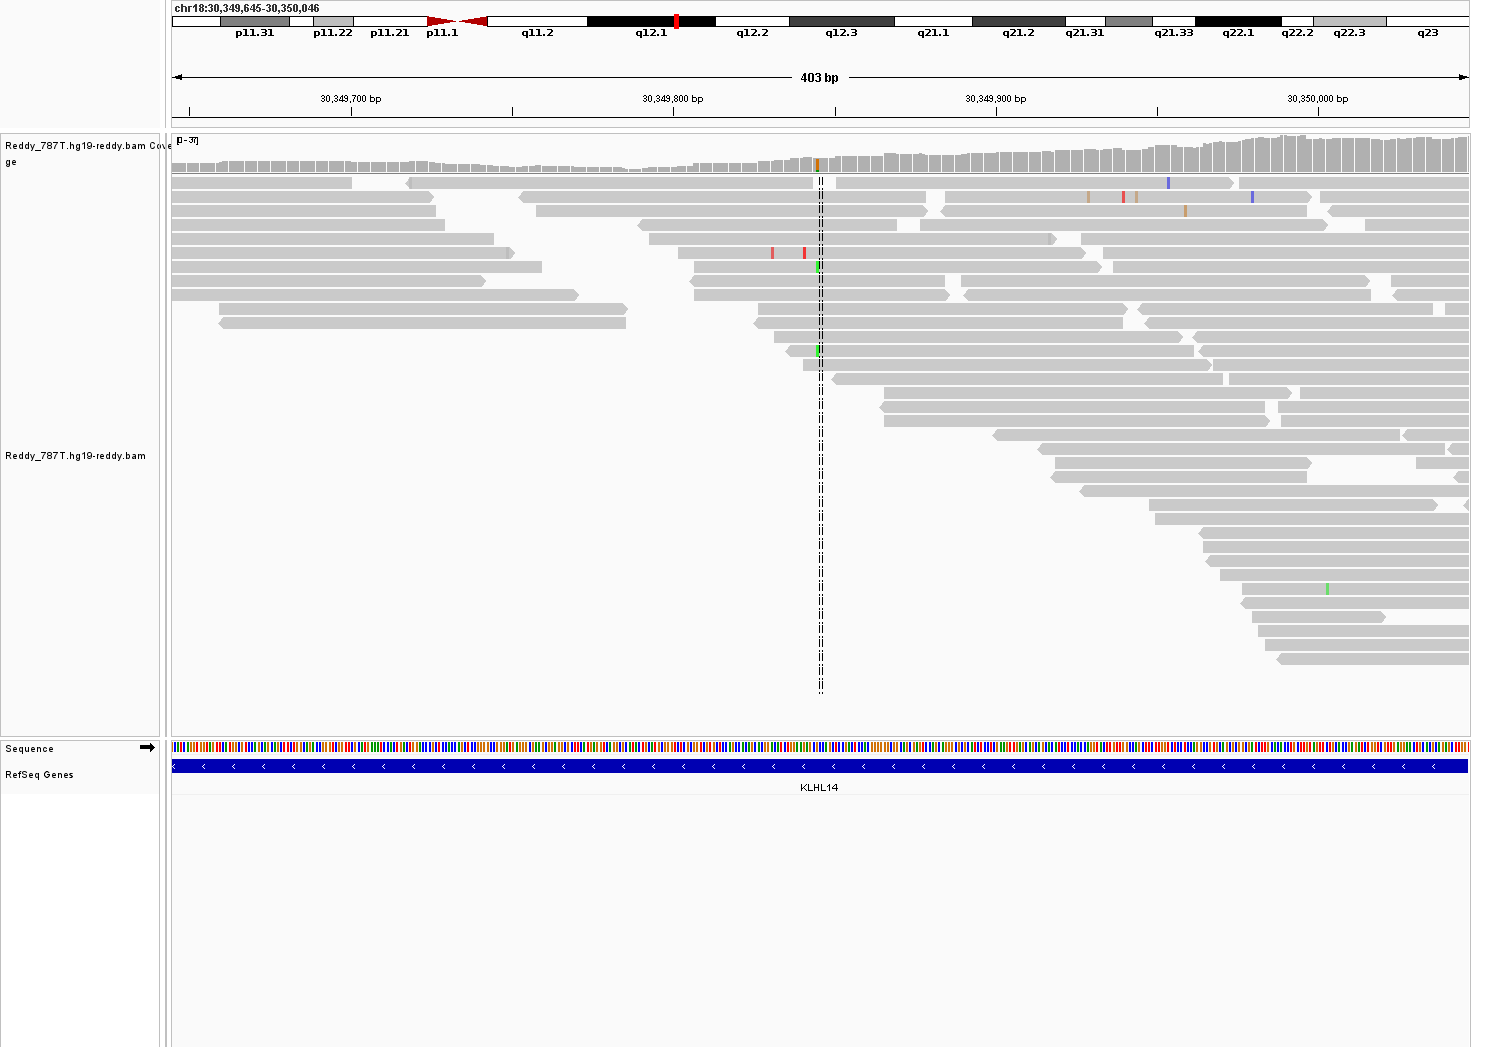 chr18:30,349,645-30,350,046
p11.31 p11.22 p11.21 p11.1 q11.2 q12.1 q12.2 q12.3 q21.1 q21.2 q21.31 q21.33 q22.1 q22.2 q22.3 q23
403 bp
30,349,700 bp 30,349,800 bp 30,349,900 bp 30,350,000 bp
Reddy_787T.hg19-reddy.bam Cove
ge
[0 - 37]
Reddy_787T.hg19-reddy.bam
Sequence
RefSeq Genes
KLHL14